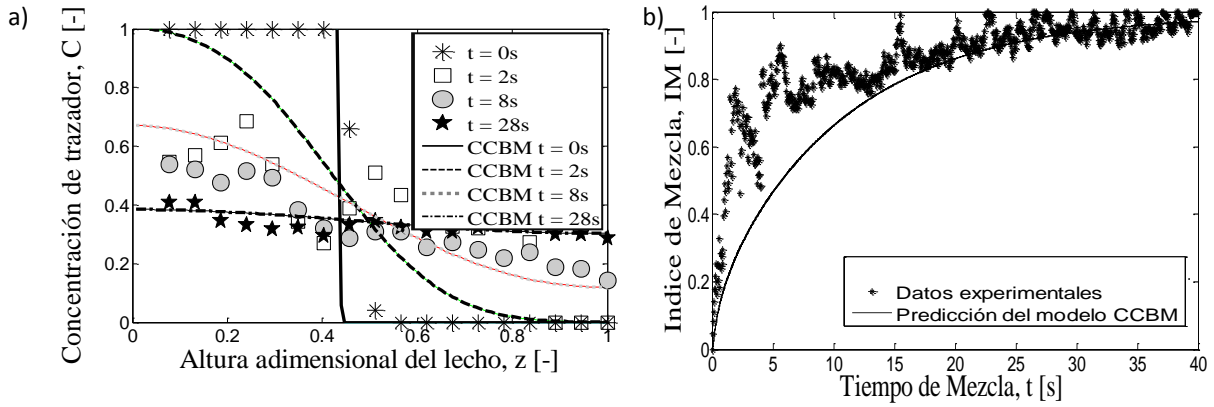 a)
Concentración de trazador, C [-]
1
0.8
0.6
0.4
0.2
0
0
0.2
0.4
0.6
0.8
1
Altura adimensional del lecho, z [-]
t = 0s
t = 2s
t = 8s
t = 28s
CCBM t = 0s
CCBM t = 2s
CCBM t = 8s
CCBM t = 28s
b)
Indice de Mezcla, IM [-]
1
0.8
0.6
0.4
0.2
0
0
5
10
15
20
25
30
35
40
Tiempo de Mezcla, t [s]
Datos experimentales
Predicción del modelo CCBM